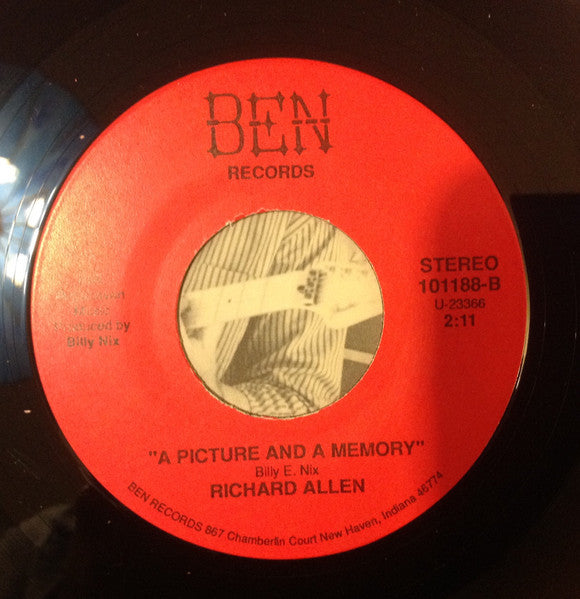 BEN
RECORDS
STEREO
101188-B
U-23366
2:11
Produced by
Billy Nix
"A PICTURE AND A MEMORY"
Billy E. Nix
RICHARD ALLEN
BEN RECORDS 867 Chamberlin Court New Haven, Indiana 46774